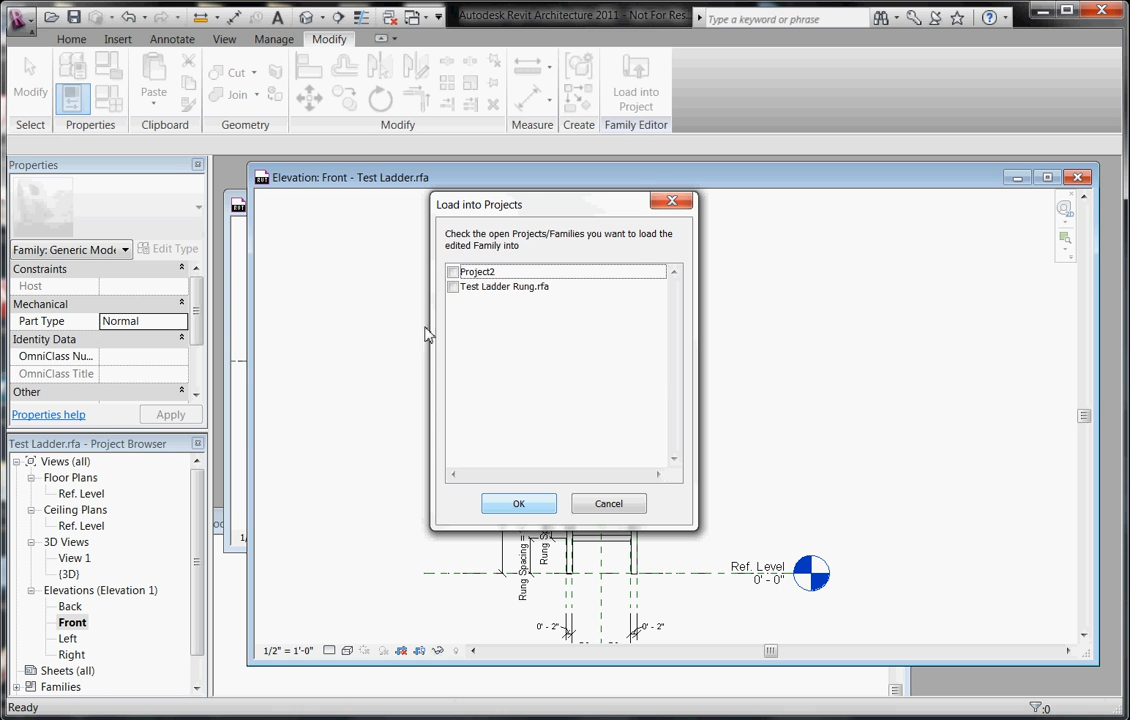 Autodesk Revit Architecture 2011 - Not For Res...
Type a keyword or phrase
Home Insert Annotate View Manage Modify
Modify
Paste
Cut
Join
Load into
Project
Select Properties Clipboard Geometry Modify Measure Create Family Editor
Properties
Family: Generic Mode
Edit Type
Constraints
Host
Mechanical
Part Type Normal
Identity Data
OmniClass Nu...
OmniClass Title
Other
Properties help
Apply
Test Ladder.rfa - Project Browser
Views (all)
Floor Plans
Ref. Level
Ceiling Plans
Ref. Level
3D Views
View 1
{3D}
Elevations (Elevation 1)
Back
Front
Left
Right
Sheets (all)
Families
Ready
Elevation: Front - Test Ladder.rfa
Load into Projects
Check the open Projects/Families you want to load the
edited Family into
Project2
Test Ladder Rung.rfa
OK
Cancel
Rung Spacing =
Rung
Ref. Level
0' - 0"
0' - 2"
0' - 2"
1/2" = 1'-0"
:0